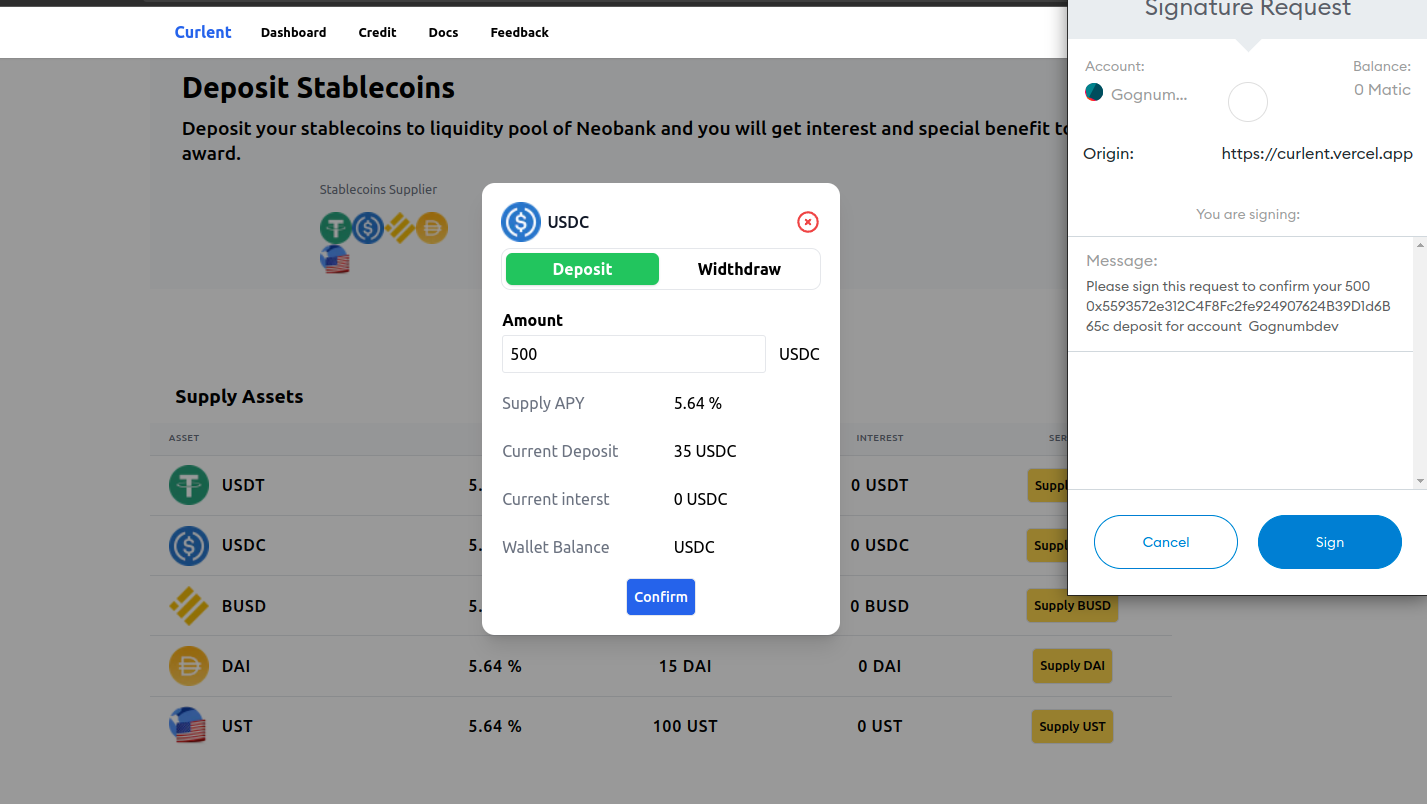 Curlent Dashboard Credit Docs Feedback
Deposit Stablecoins
Deposit your stablecoins to liquidity pool of Neobank and you will get interest and special benefit to
award.
Stablecoins Supplier
Supply Assets
ASSET INTEREST SER
USDT 5. 0 USDT Suppl
USDC 5. 0 USDC Suppl
BUSD 5. 0 BUSD Supply BUSD
DAI 5.64 % 15 DAI 0 DAI Supply DAI
UST 5.64 % 100 UST 0 UST Supply UST
USDC
Deposit Widthdraw
Amount
500 USDC
Supply APY 5.64 %
Current Deposit 35 USDC
Current interst 0 USDC
Wallet Balance USDC
Confirm
Signature Request
Account: Balance:
Gognum... 0 Matic
Origin: https://curlent.vercel.app
You are signing:
Message:
Please sign this request to confirm your 500
0x5593572e312C4F8Fc2fe924907624B39D1d6B
65c deposit for account Gognumbdev
Cancel Sign